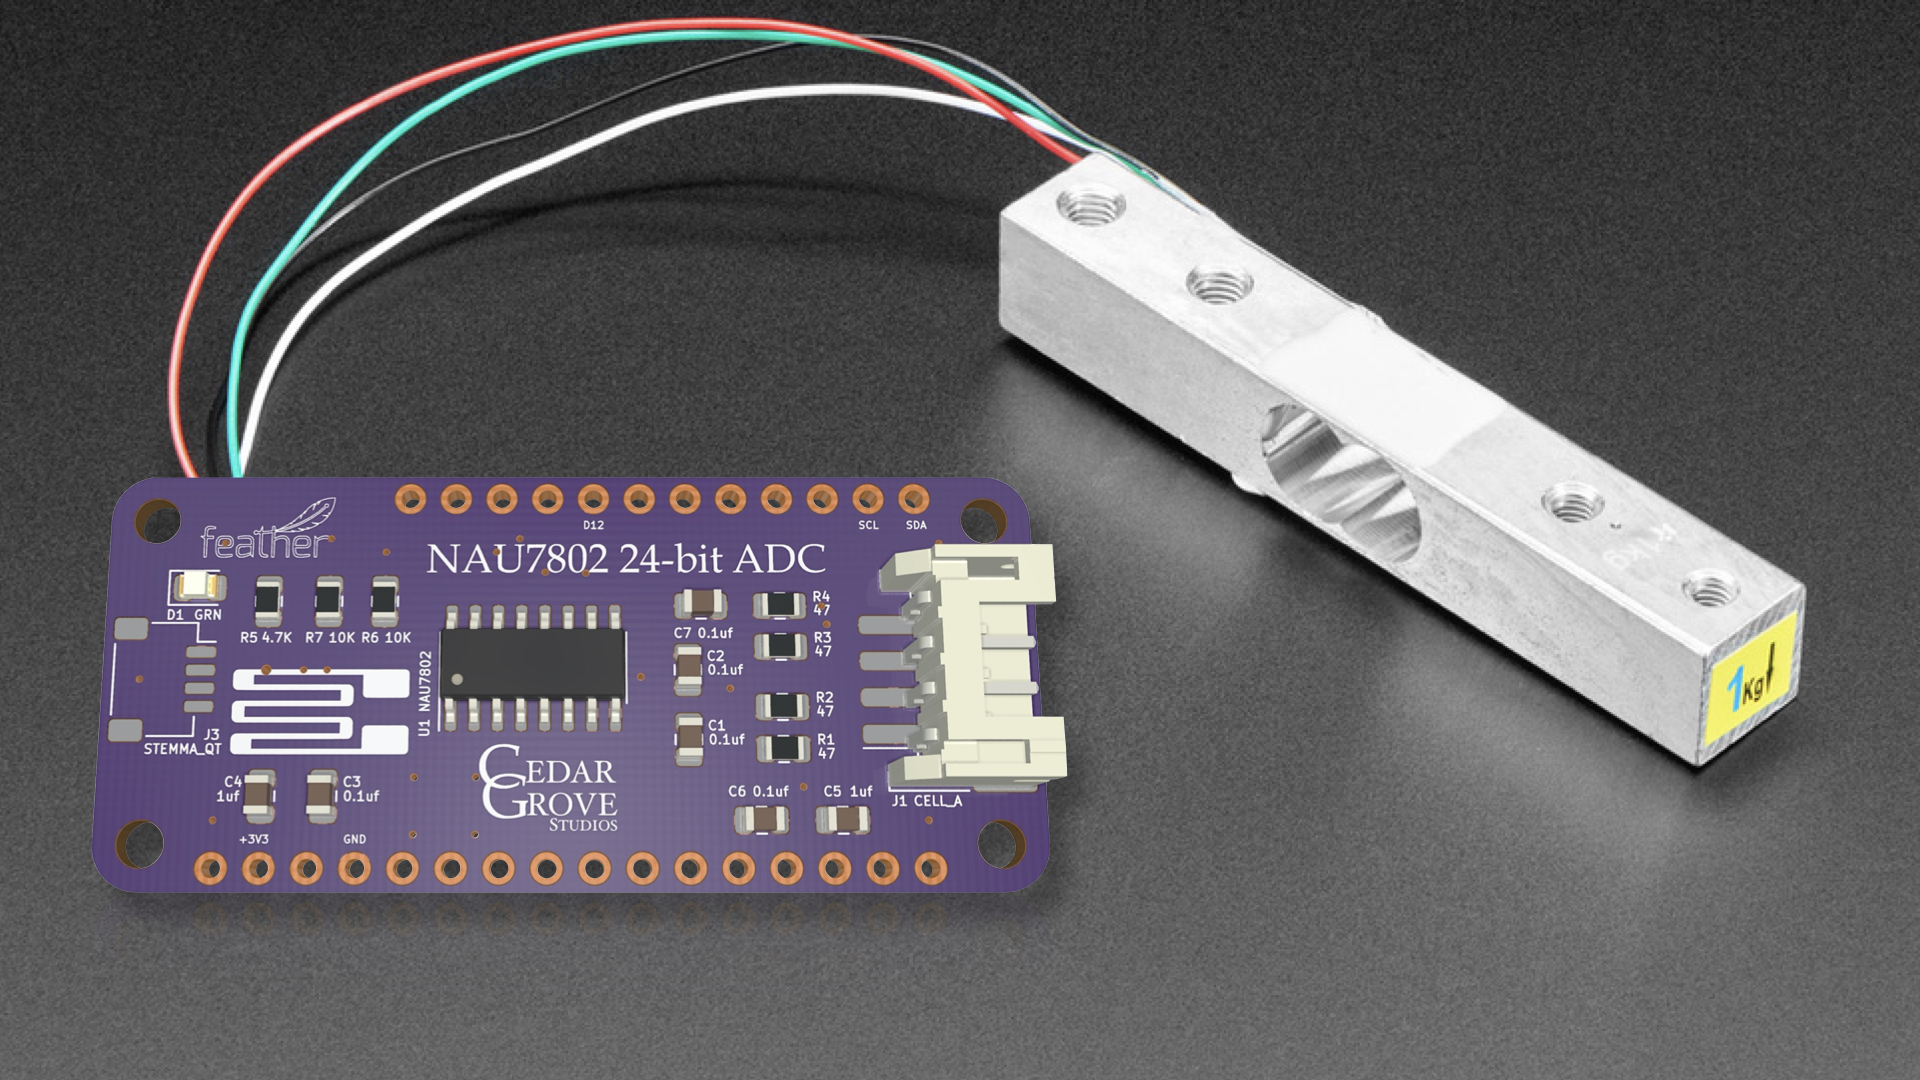 feather
D12
SCL
SDA
NAU7802 24-bit ADC
D1 GRN
R5 4.7K
R7 10K
R6 10K
C7 0.1uf
R4
47
R3
47
C2
0.1uf
U1 NAU7802
R2
47
C1
0.1uf
R1
47
J3
STEMMA_QT
CEDAR
GROVE
STUDIOS
C4
1uf
C3
0.1uf
C6 0.1uf
C5 1uf
J1 CELL_A
+3V3
GND
1Kg